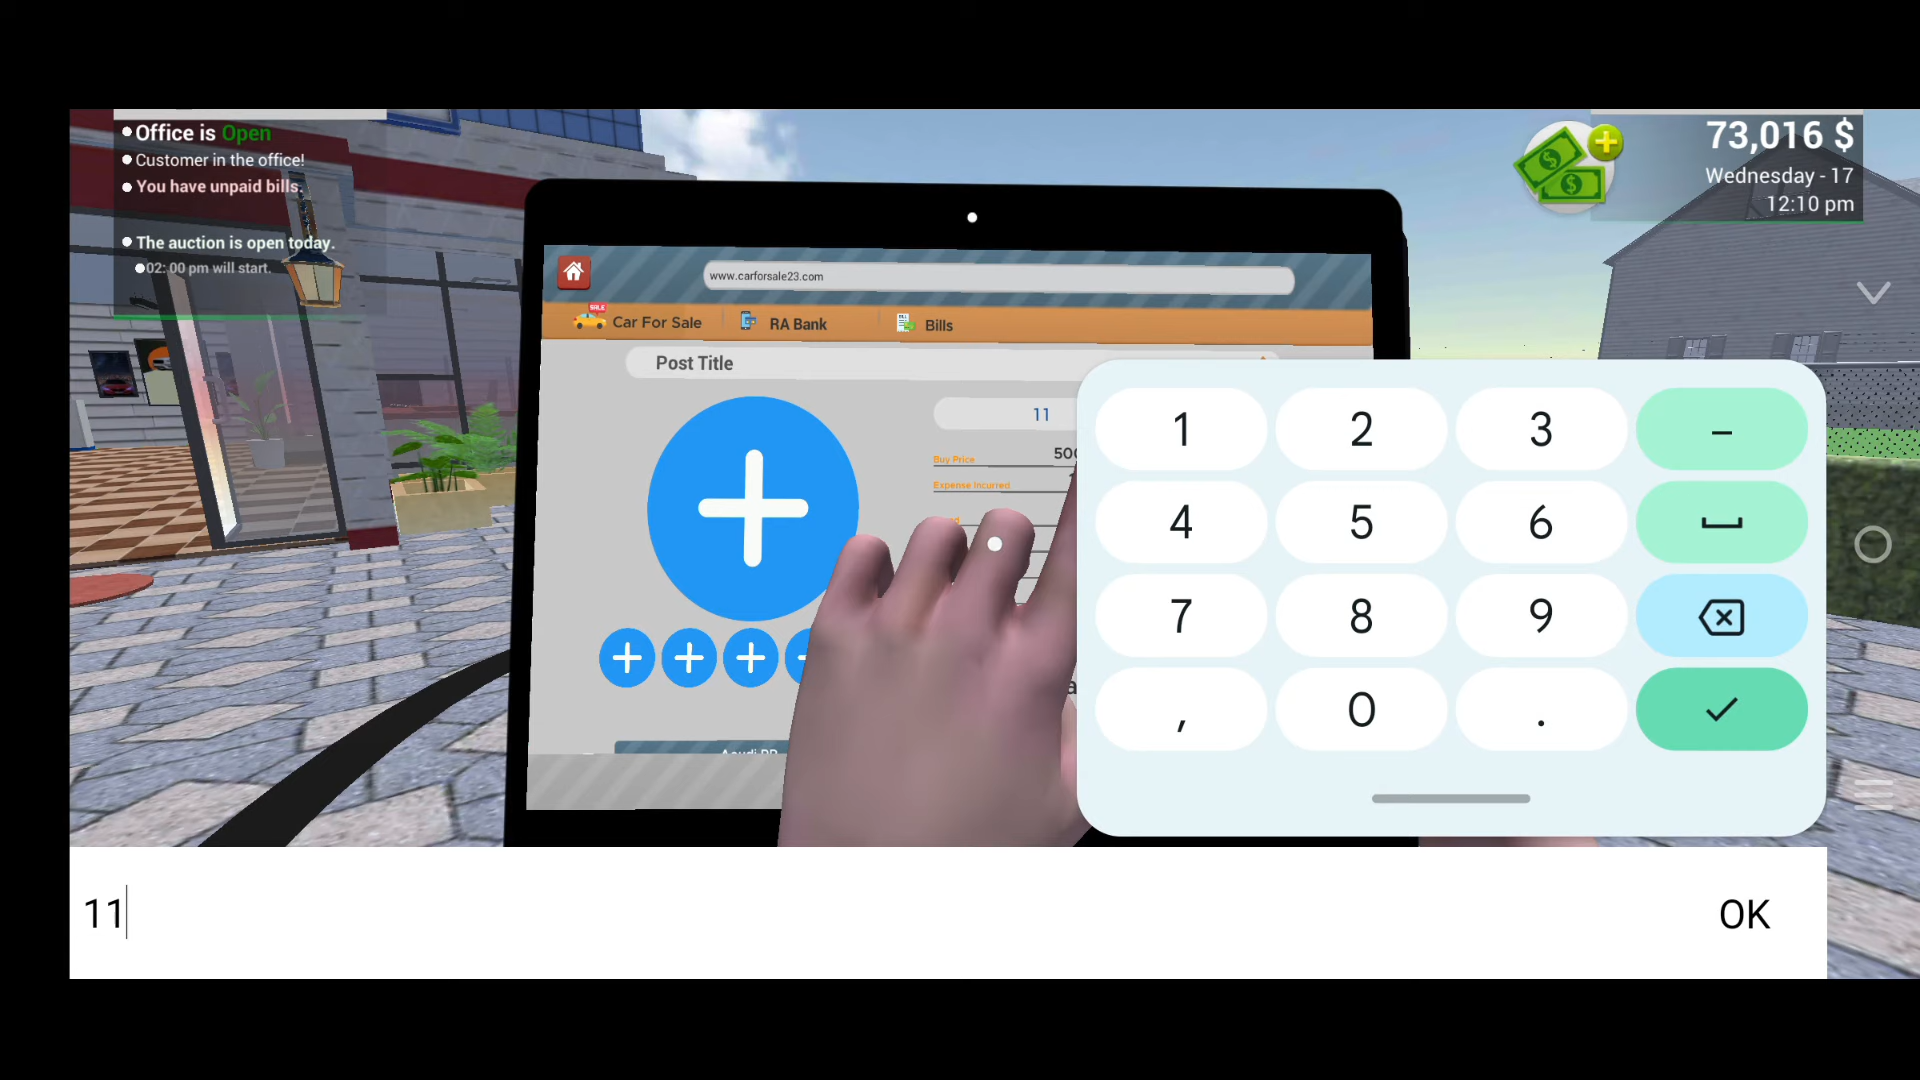 Office is Open
Customer in the office!
You have unpaid bills.
The auction is open today.
02:00 pm will start.
73,016 $
Wednesday - 17
12:10 pm
www.carforsale23.com
SALE
Car For Sale
RA Bank
Bills
Post Title
11
Buy Price
Expense Incurred
1 2 3 –
4 5 6
7 8 9
, 0 .
11
OK